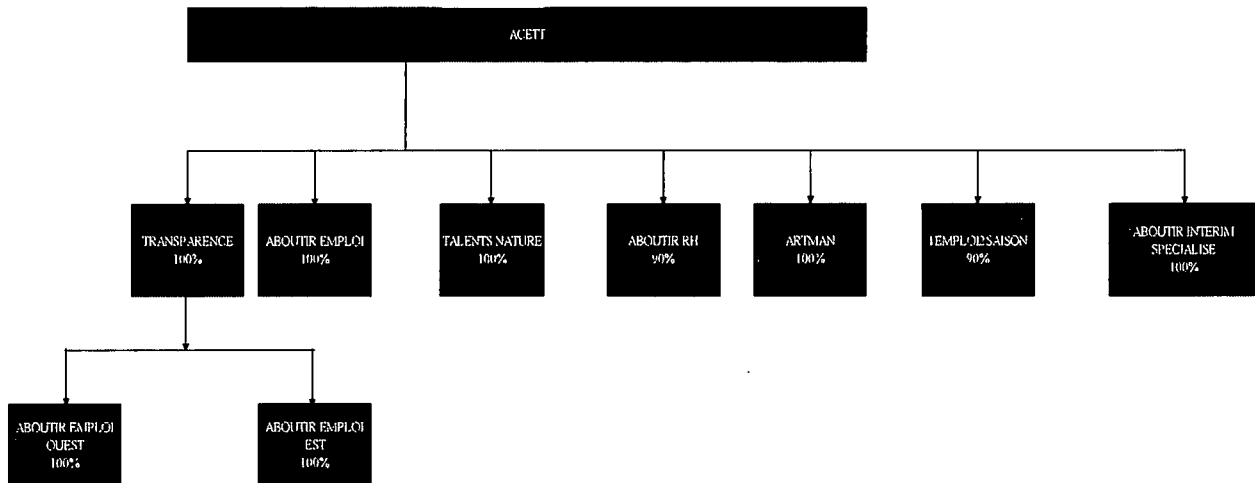 ACETT
TRANSPARENCE
100%
ABOUTIR EMPLOI
100%
TALENTS NATURE
100%
ABOUTIR RH
90%
ARTMAN
100%
90%
ABOUTIR INTERIM
SPECIALISE
100%
ABOUTIR EMPLOI
OUEST
100%
ABOUTIR EMPLOI
EST
100%